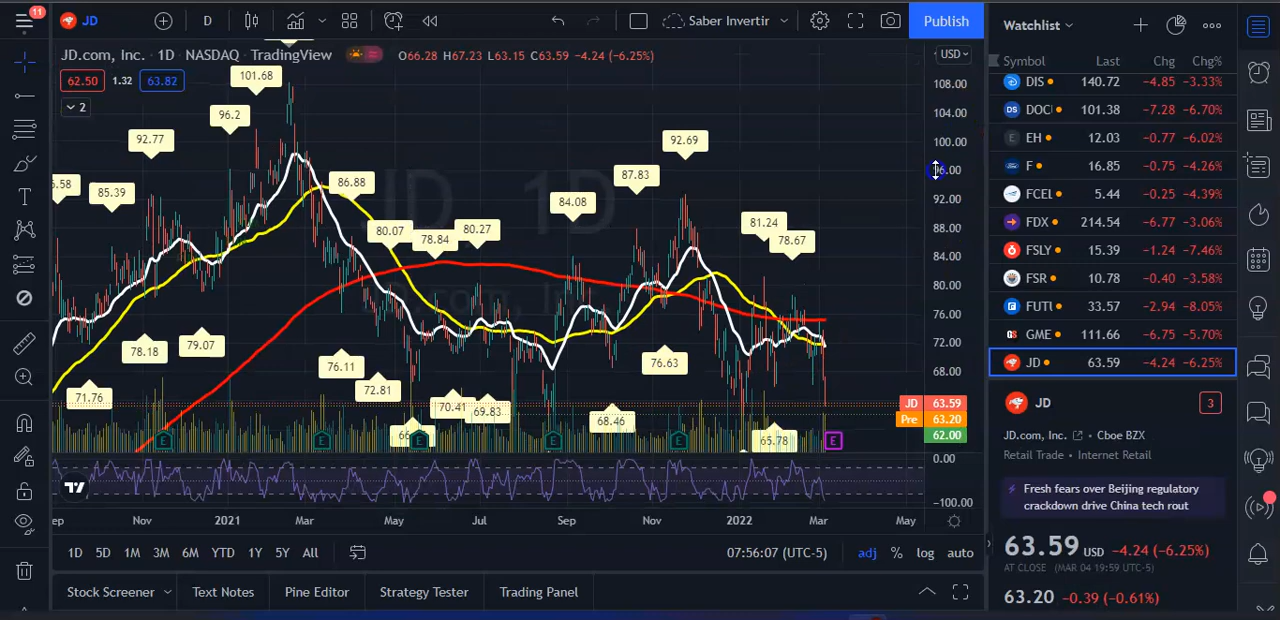 11
JD
D
Saber Invertir
Publish
JD.com, Inc. · 1D · NASDAQ · TradingView
O66.28 H67.23 L63.15 C63.59 −4.24 (−6.25%)
USD
62.50 1.32 63.82
2
JD 1D
JD.com, Inc.
101.68
96.2
92.77
85.39
86.88
80.07
78.84
80.27
84.08
87.83
92.69
81.24
78.67
71.76
78.18
79.07
76.11
72.81
70.41
69.83
68.46
76.63
65.78
E E E E E E
108.00
104.00
100.00
96.00
92.00
88.00
84.00
80.00
76.00
72.00
68.00
JD 63.59
Pre 63.20
62.00
0.00
−100.00
Nov 2021 Mar May Jul Sep Nov 2022 Mar May
1D 5D 1M 3M 6M YTD 1Y 5Y All
07:56:07 (UTC-5) adj % log auto
Stock Screener Text Notes Pine Editor Strategy Tester Trading Panel
Watchlist
Symbol Last Chg Chg%
DIS 140.72 −4.85 −3.33%
DOC 101.38 −7.28 −6.70%
EH 12.03 −0.77 −6.02%
F 16.85 −0.75 −4.26%
FCEL 5.44 −0.25 −4.39%
FDX 214.54 −6.77 −3.06%
FSLY 15.39 −1.24 −7.46%
FSR 10.78 −0.40 −3.58%
FUTU 33.57 −2.94 −8.05%
GME 111.66 −6.75 −5.70%
JD 63.59 −4.24 −6.25%
JD 3
JD.com, Inc. • Cboe BZX
Retail Trade • Internet Retail
Fresh fears over Beijing regulatory
crackdown drive China tech rout
63.59 USD −4.24 (−6.25%)
AT CLOSE (MAR 04 19:59 UTC-5)
63.20 −0.39 (−0.61%)